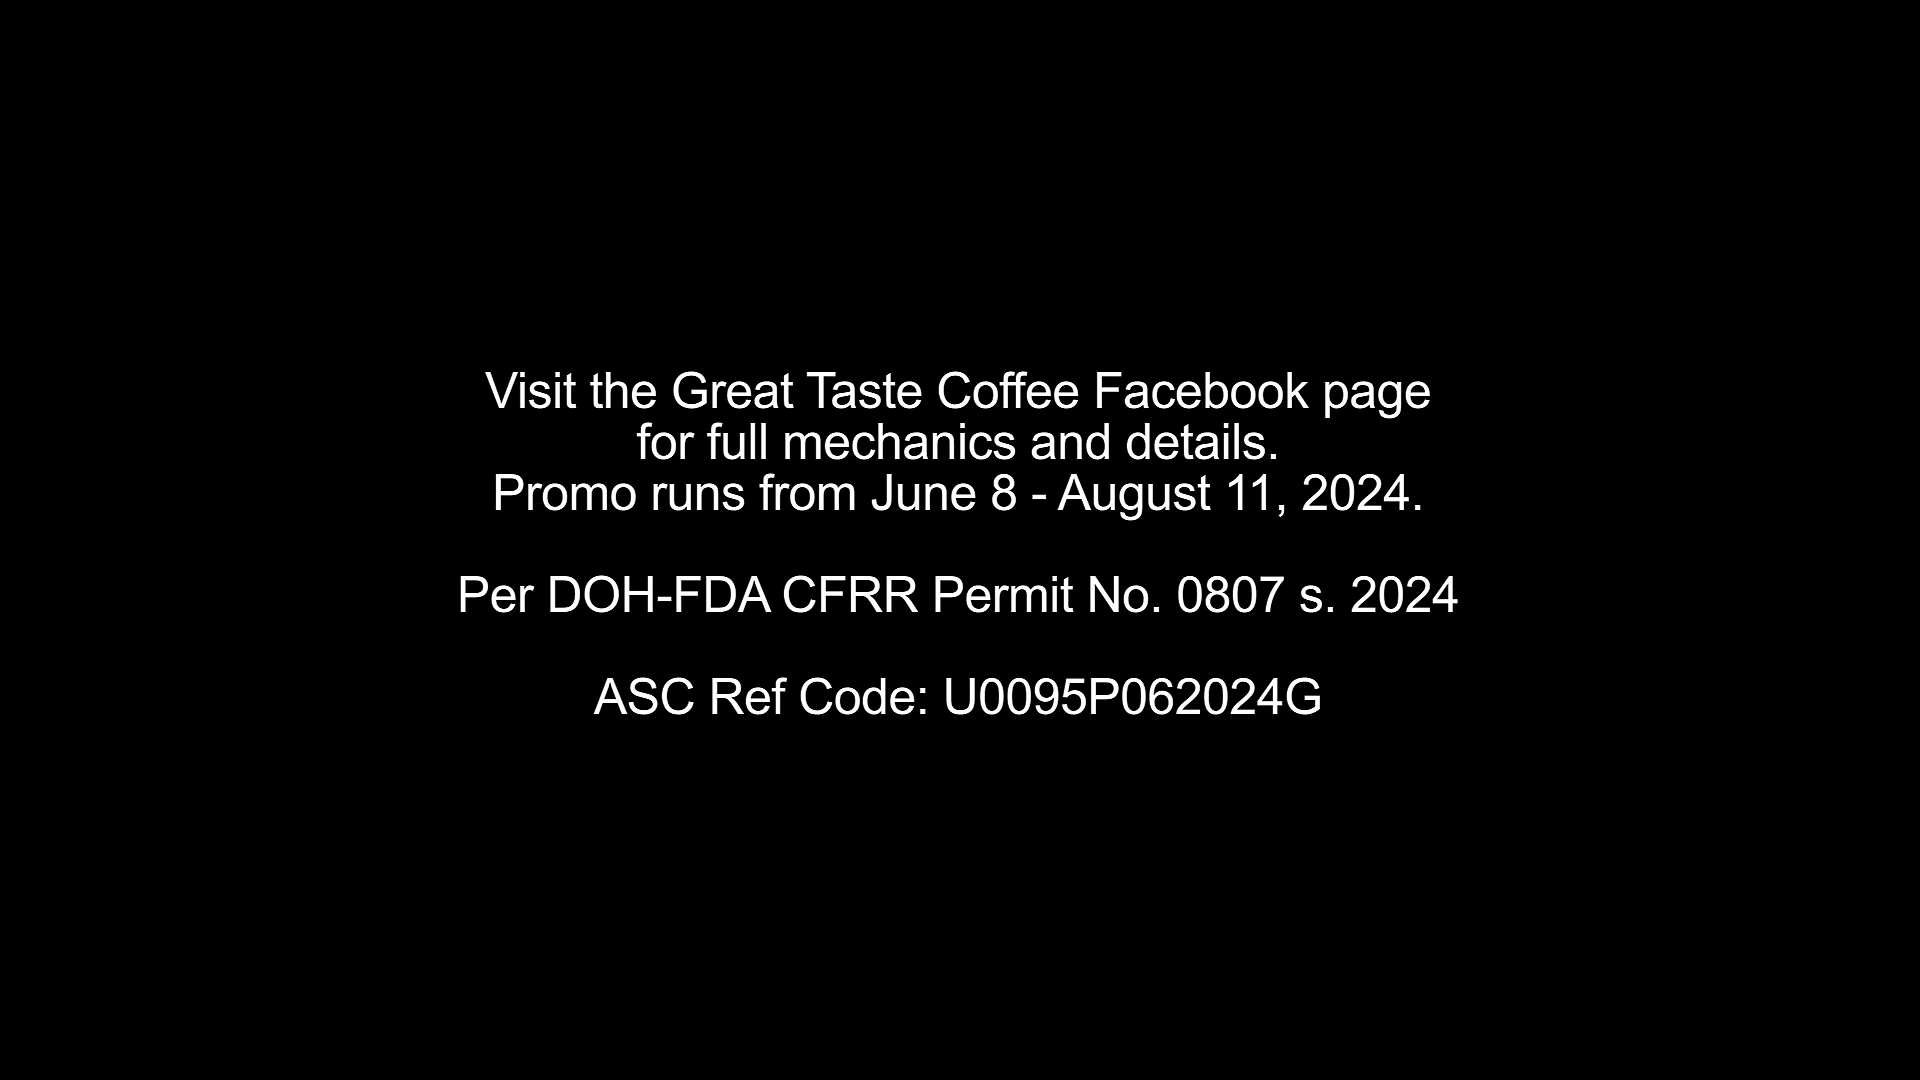 Visit the Great Taste Coffee Facebook page
for full mechanics and details.
Promo runs from June 8 - August 11, 2024.
Per DOH-FDA CFRR Permit No. 0807 s. 2024
ASC Ref Code: U0095P062024G